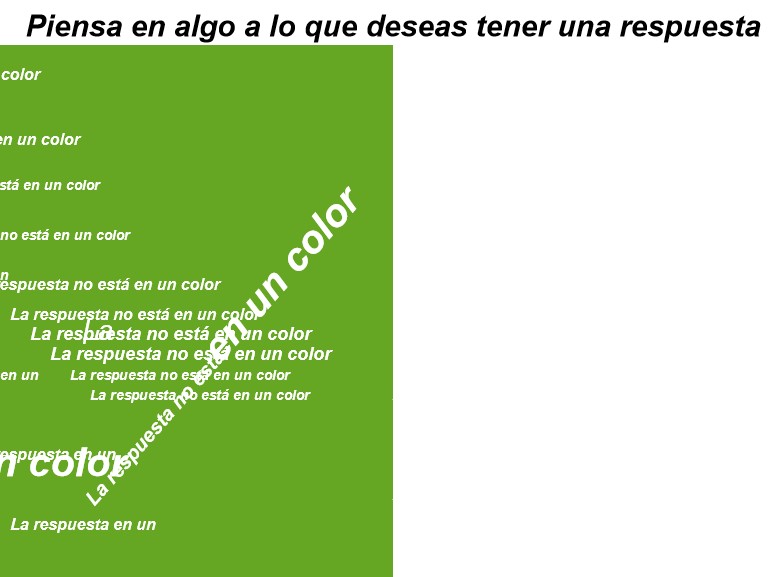 Piensa en algo a lo que deseas tener una respuesta
color
en un color
stá en un color
no está en un color
n
espuesta no está en un color
La respuesta no está en un color
La
La respuesta no está en un color
La respuesta no está en un color
en un
La respuesta no está en un color
La respuesta no está en un color
La respuesta no está en un color
espuesta en un
n color
La respuesta en un